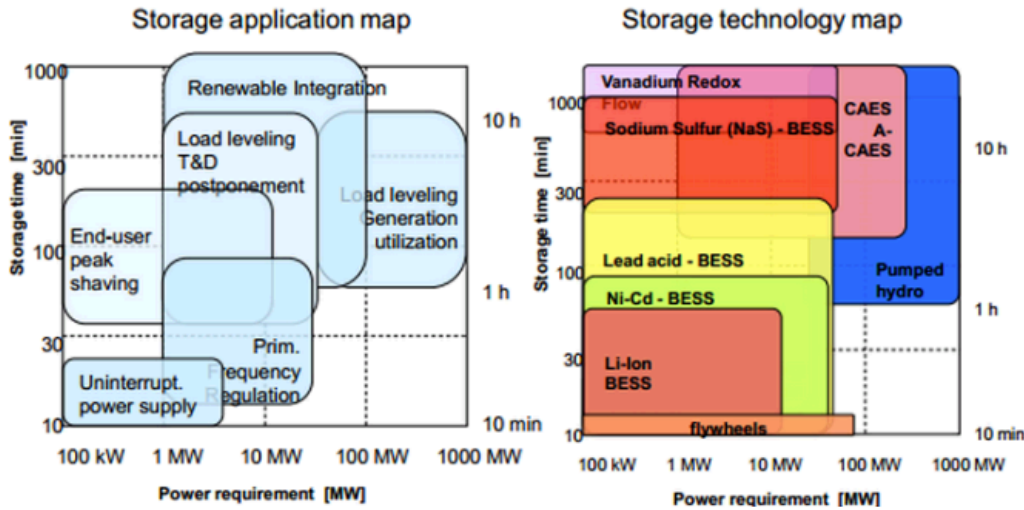 Storage application map
1000
300
100
30
10
Storage time [min]
Renewable Integration
Load leveling
T&D
postponement
Load leveling
Generation
utilization
End-user
peak
shaving
Prim.
Frequency
Regulation
Uninterrupt.
power supply
10 h
1 h
10 min
100 kW 1 MW 10 MW 100 MW 1000 MW
Power requirement [MW]
Storage technology map
1000
300
100
30
10
Storage time [min]
Vanadium Redox
Flow
Sodium Sulfur (NaS) - BESS
CAES
A-
CAES
Lead acid - BESS
Pumped
hydro
Ni-Cd - BESS
Li-Ion
BESS
flywheels
10 h
1 h
10 min
100 kW 1 MW 10 MW 100 MW 1000 MW
Power requirement [MW]